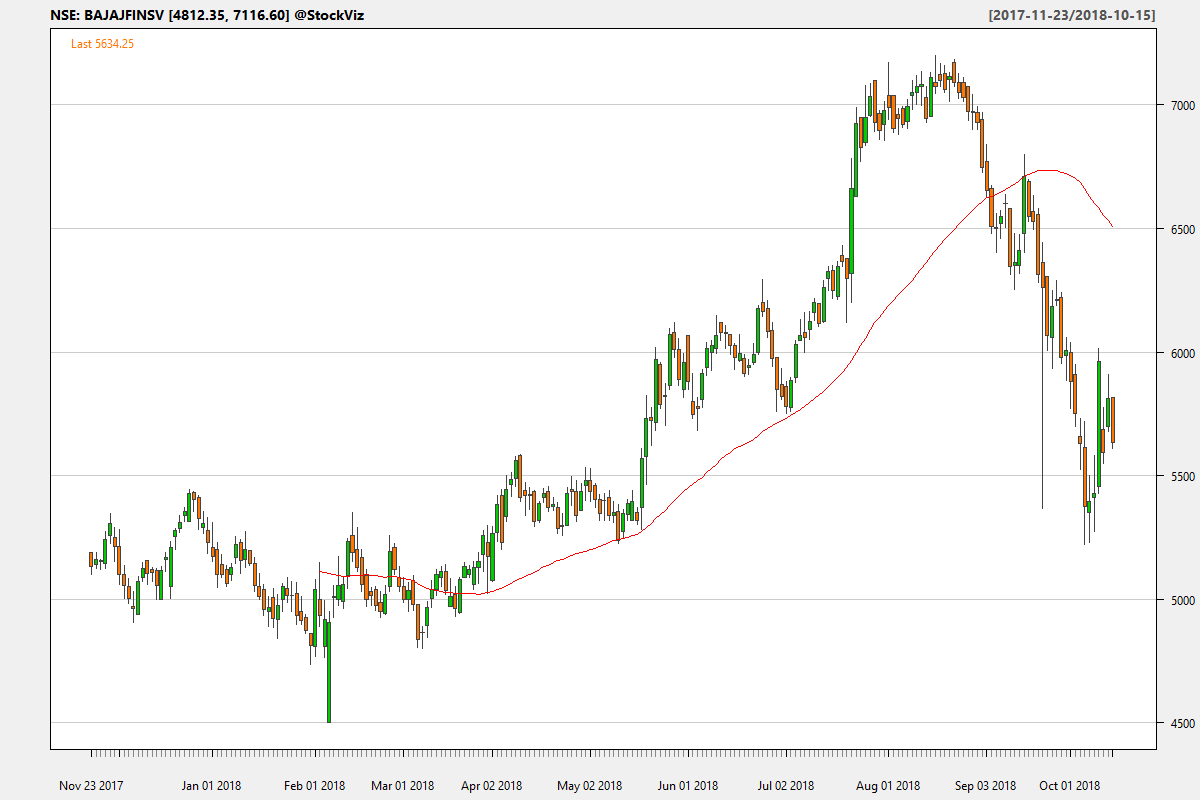 NSE: BAJAJFINSV [4812.35, 7116.60] @StockViz
[2017-11-23/2018-10-15]
Last 5634.25
7000
6500
6000
5500
5000
4500
Nov 23 2017 Jan 01 2018 Feb 01 2018 Mar 01 2018 Apr 02 2018 May 02 2018 Jun 01 2018 Jul 02 2018 Aug 01 2018 Sep 03 2018 Oct 01 2018